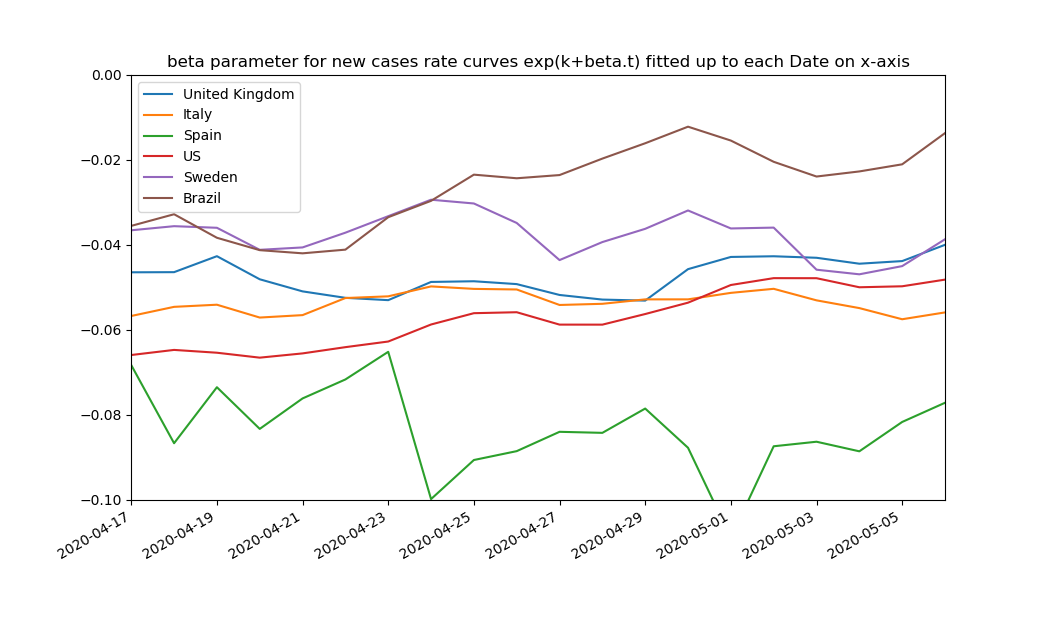 beta parameter for new cases rate curves exp(k+beta.t) fitted up to each Date on x-axis
0.00
−0.02
−0.04
−0.06
−0.08
−0.10
United Kingdom
Italy
Spain
US
Sweden
Brazil
2020-04-17
2020-04-19
2020-04-21
2020-04-23
2020-04-25
2020-04-27
2020-04-29
2020-05-01
2020-05-03
2020-05-05